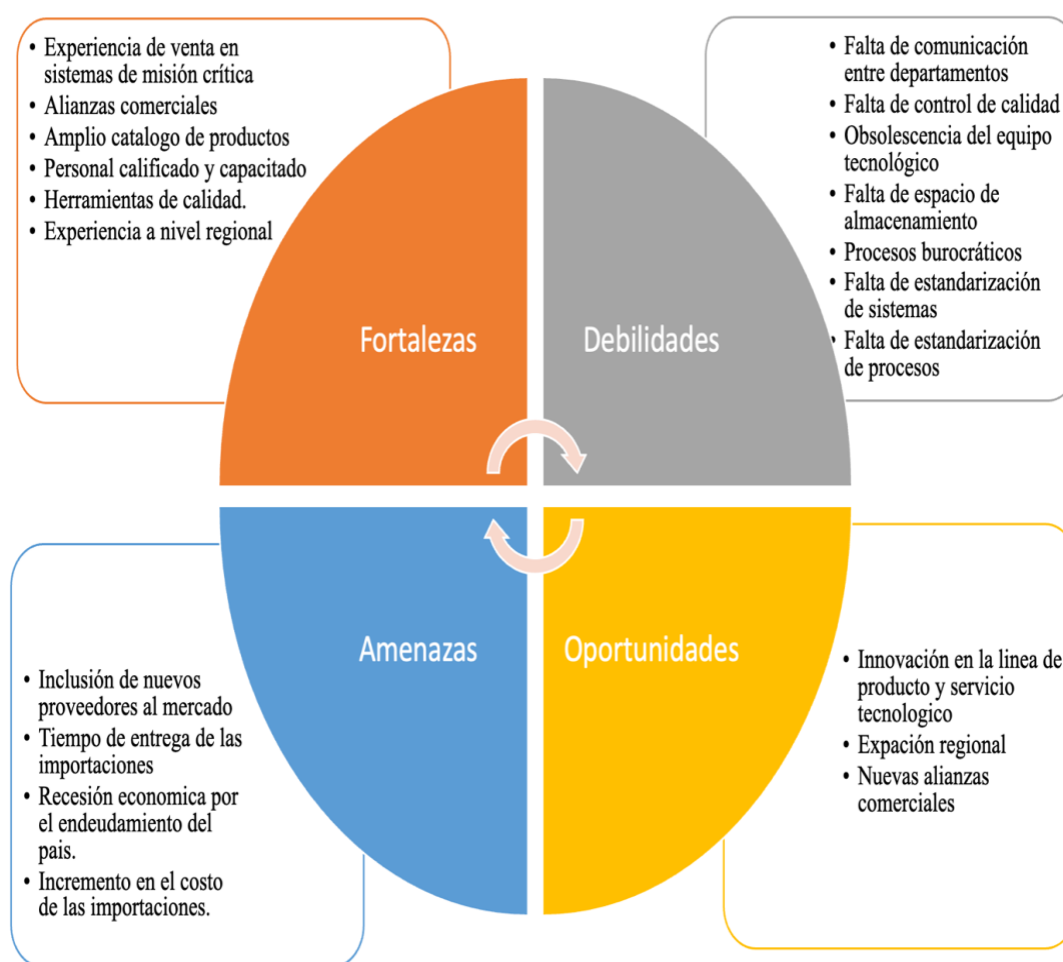 • Experiencia de venta en
sistemas de misión crítica
• Alianzas comerciales
• Amplio catalogo de productos
• Personal calificado y capacitado
• Herramientas de calidad.
• Experiencia a nivel regional
• Falta de comunicación
entre departamentos
• Falta de control de calidad
• Obsolescencia del equipo
tecnológico
• Falta de espacio de
almacenamiento
• Procesos burocráticos
• Falta de estandarización
de sistemas
• Falta de estandarización
de procesos
Fortalezas
Debilidades
Amenazas
Oportunidades
• Inclusión de nuevos
proveedores al mercado
• Tiempo de entrega de las
importaciones
• Recesión economica por
el endeudamiento del
pais.
• Incremento en el costo
de las importaciones.
• Innovación en la linea de
producto y servicio
tecnologico
• Expación regional
• Nuevas alianzas
comerciales